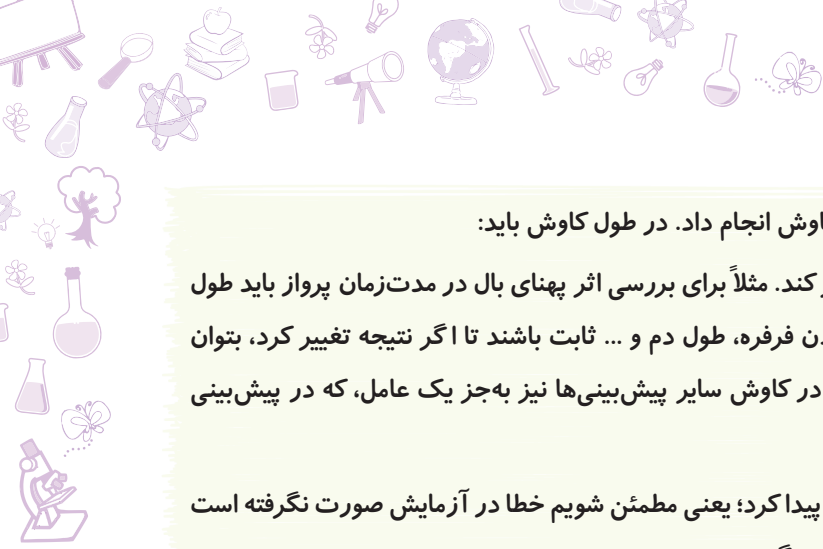 انجام داد. در طول کاوش باید:
کند. مثلاً برای بررسی اثر پهنای بال در مدت‌زمان پرواز باید طول
فرفره، طول دم و ... ثابت باشند تا اگر نتیجه تغییر کرد، بتوان
در کاوش سایر پیش‌بینی‌ها نیز به‌جز یک عامل، که در پیش‌بینی
پیدا کرد؛ یعنی مطمئن شویم خطا در آزمایش صورت نگرفته است